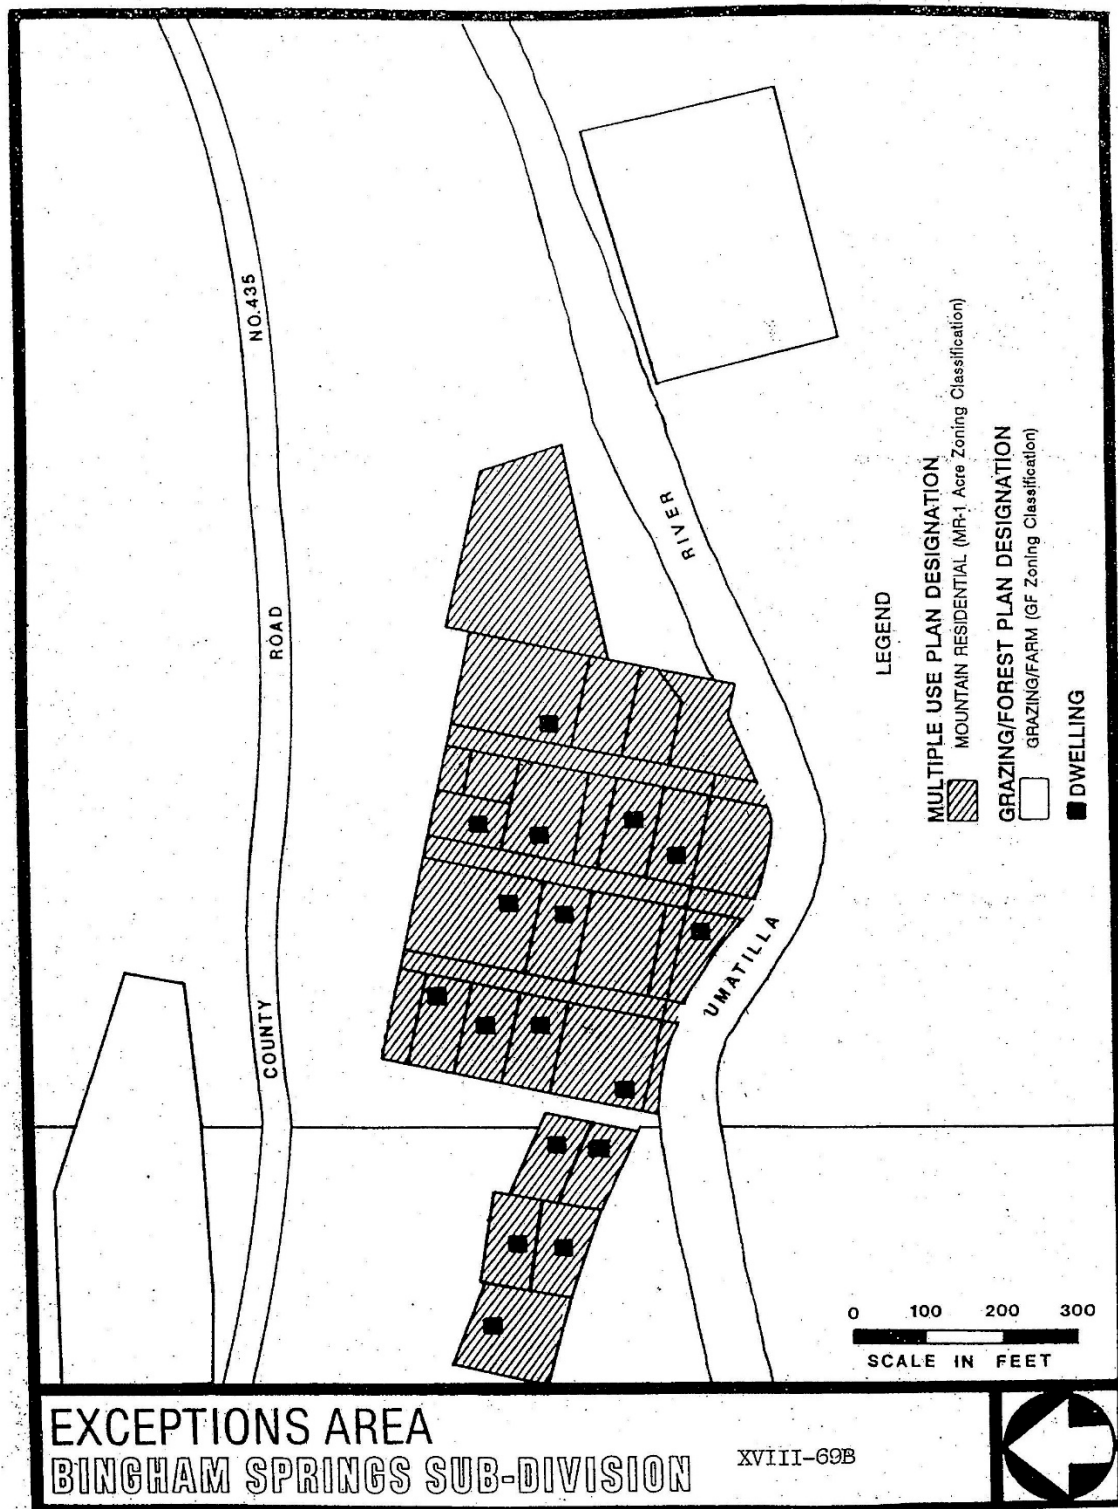 NO.435
ROAD
COUNTY
RIVER
UMATILLA
LEGEND
MULTIPLE USE PLAN DESIGNATION
MOUNTAIN RESIDENTIAL (MR-1 Acre Zoning Classification)
GRAZING/FOREST PLAN DESIGNATION
GRAZING/FARM (GF Zoning Classification)
DWELLING
0 100 200 300
SCALE IN FEET
EXCEPTIONS AREA
BINGHAM SPRINGS SUB-DIVISION
XVIII-69B